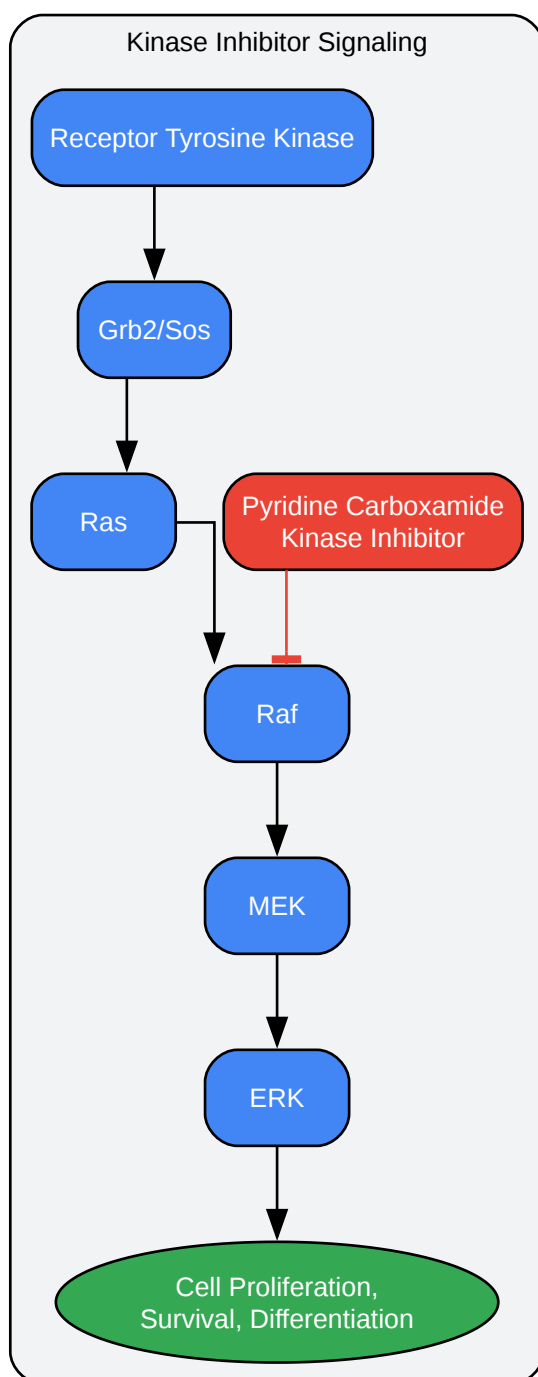 Kinase Inhibitor Signaling
Receptor Tyrosine Kinase
Grb2/Sos
Ras
Pyridine Carboxamide
Kinase Inhibitor
Raf
MEK
ERK
Cell Proliferation,
Survival, Differentiation